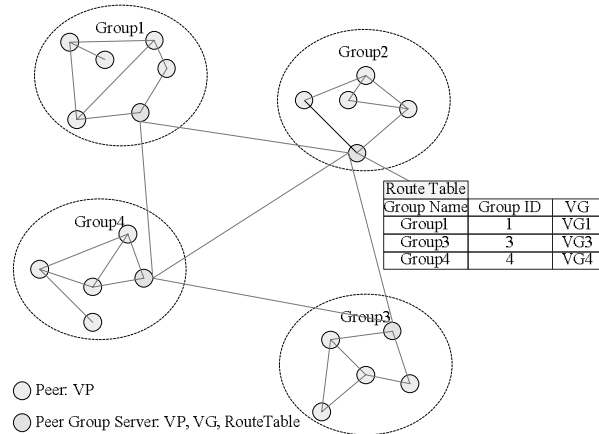 Group1
Group2
Route Table
Group Name Group ID VG
Group1 1 VG1
Group3 3 VG3
Group4 4 VG4
Group4
Group3
Peer: VP
Peer Group Server: VP, VG, RouteTable